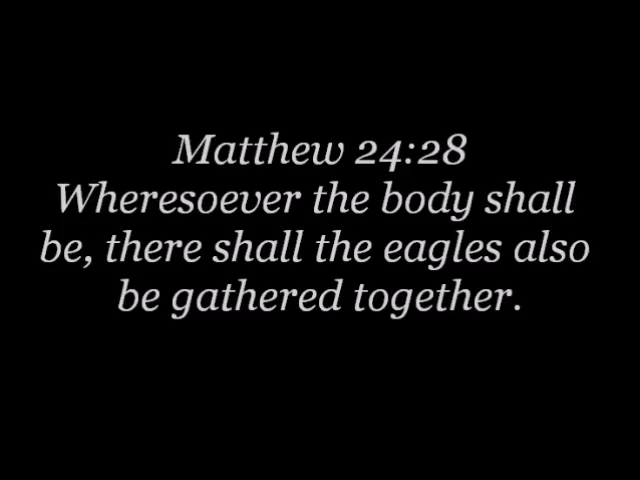 Matthew 24:28
Wheresoever the body shall
be, there shall the eagles also
be gathered together.